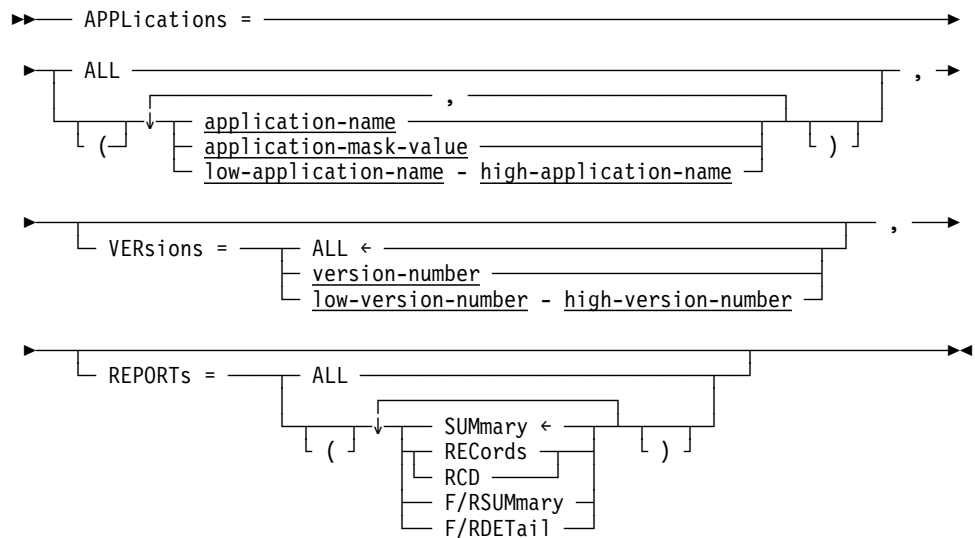 APPLications =
ALL ,
,
( application-name )
application-mask-value
low-application-name - high-application-name
,
VERsions = ALL ←
version-number
low-version-number - high-version-number
REPORTs = ALL
( SUMmary ← )
RECords
RCD
F/RSUMmary
F/RDETail